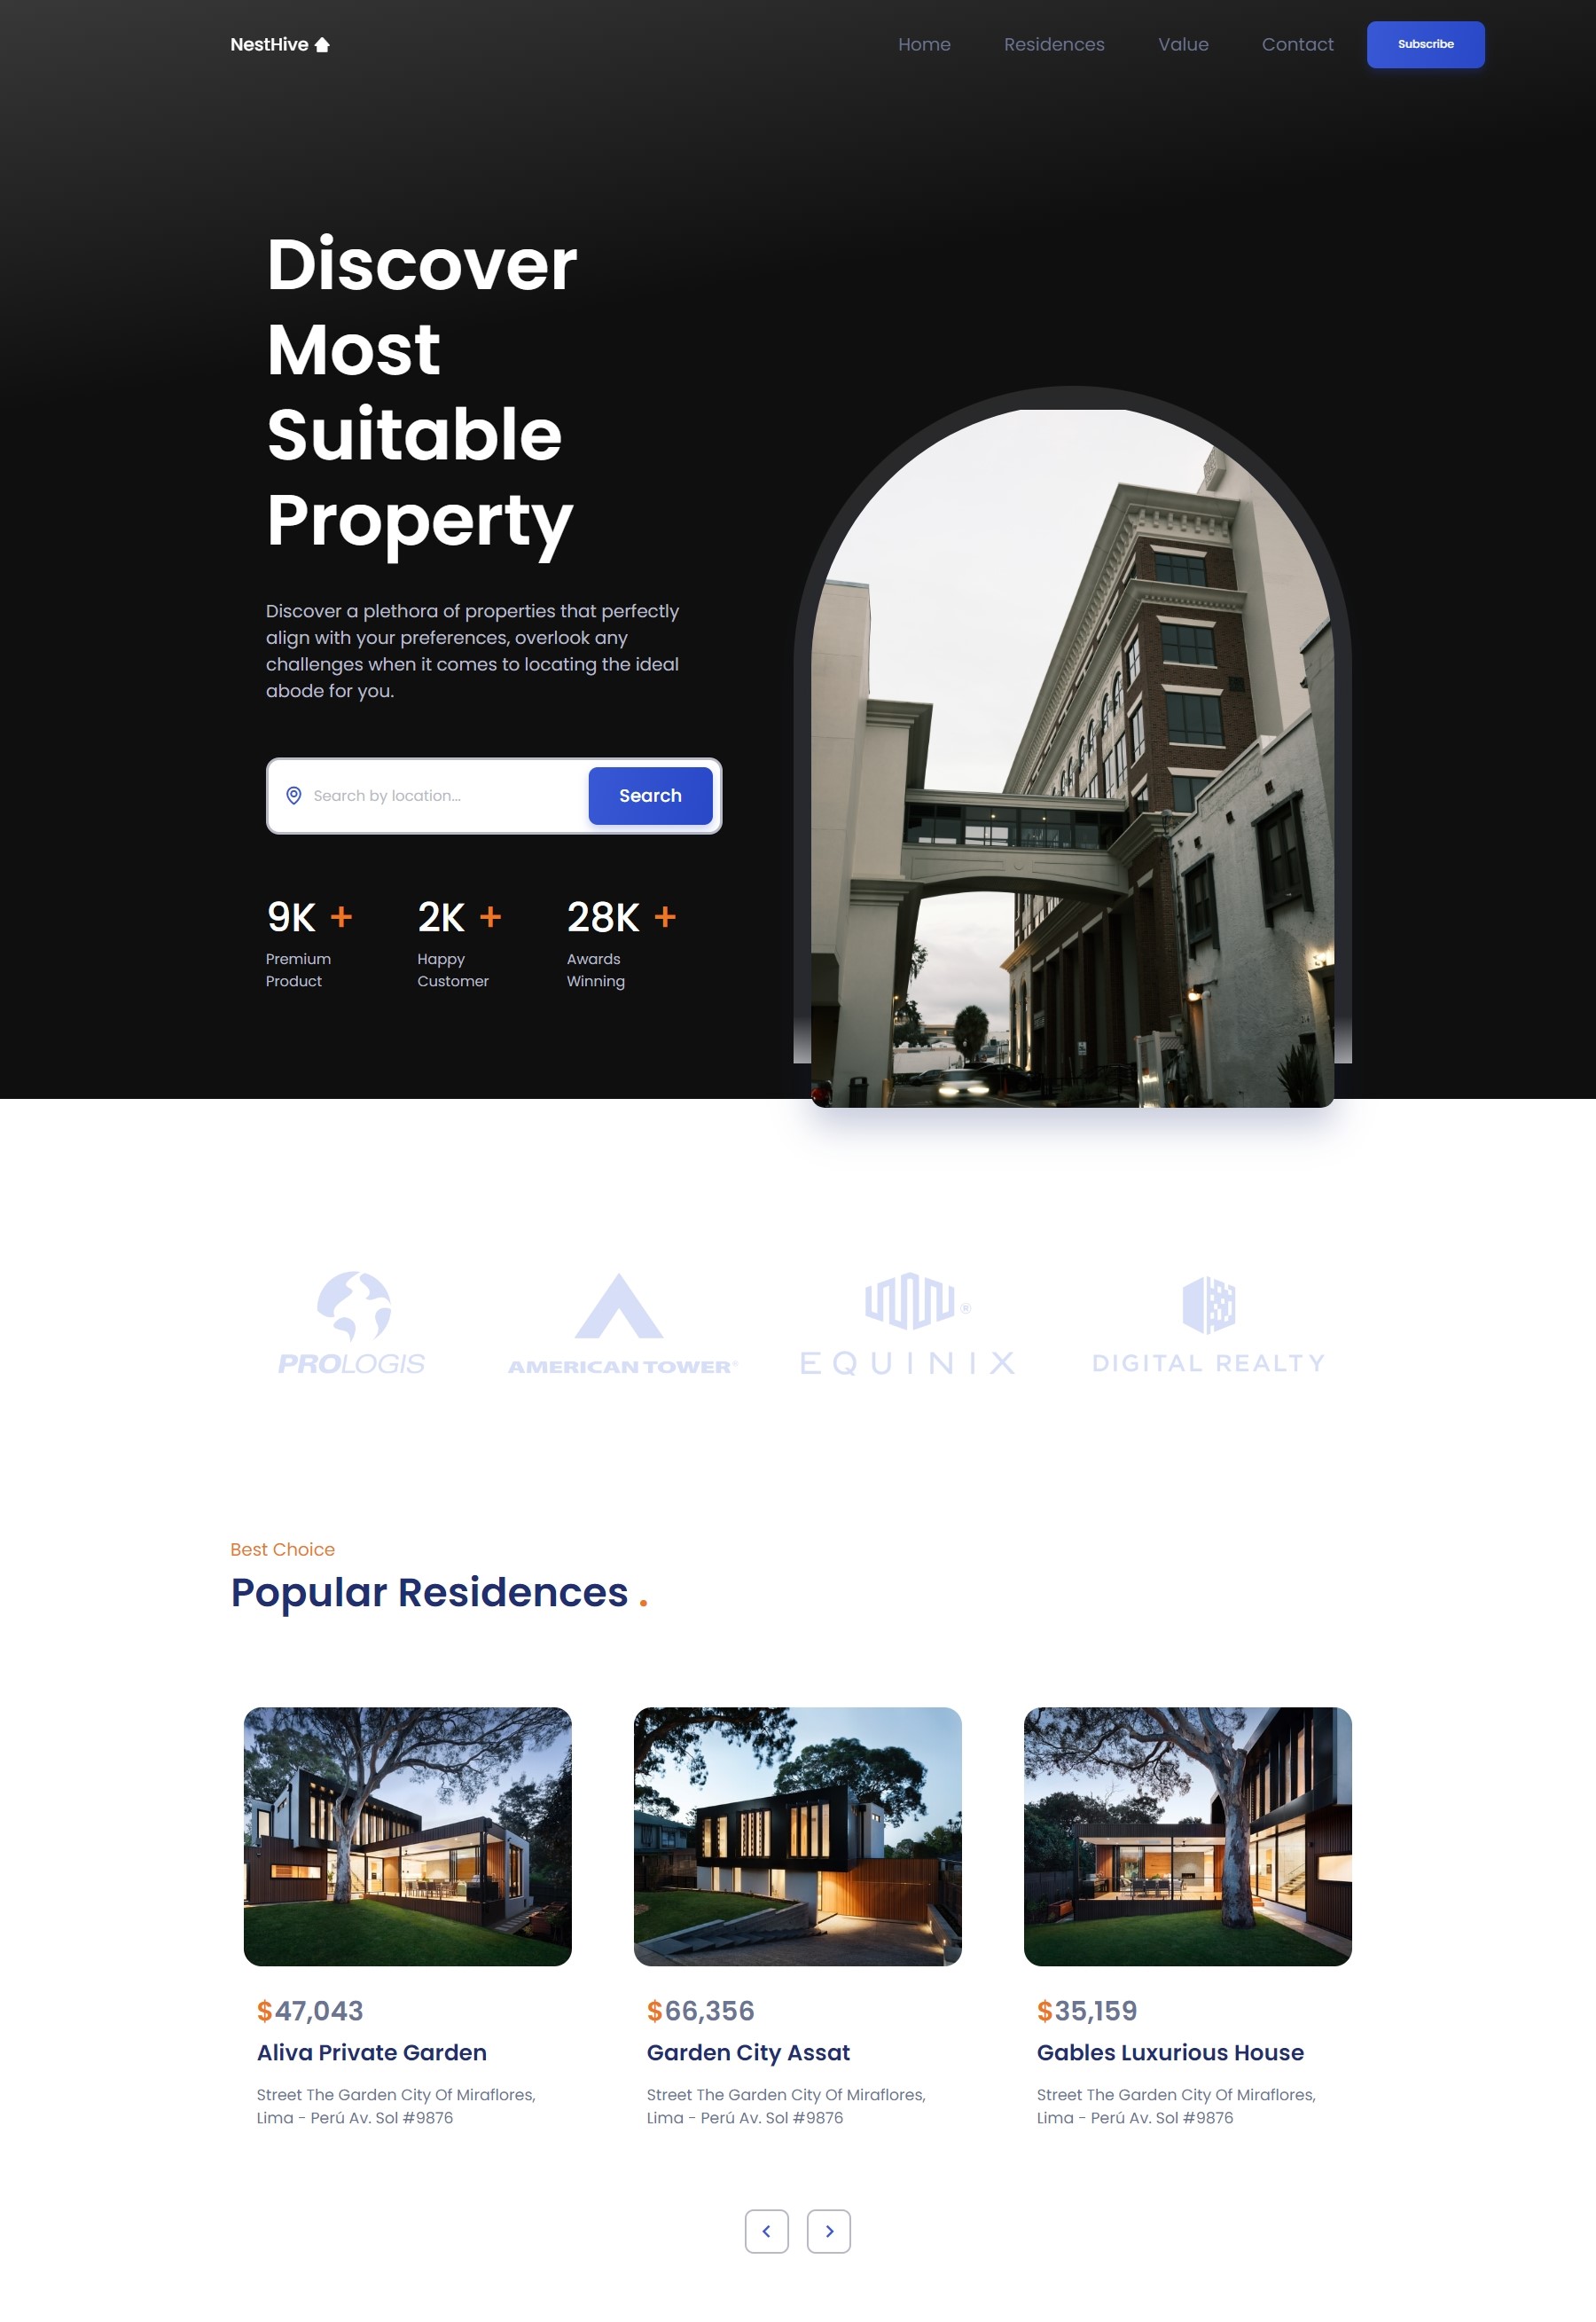 NestHive
Home Residences Value Contact Subscribe
Discover
Most
Suitable
Property
Discover a plethora of properties that perfectly
align with your preferences, overlook any
challenges when it comes to locating the ideal
abode for you.
Search by location...
Search
9K + 2K + 28K +
Premium Happy Awards
Product Customer Winning
PROLOGIS
AMERICAN TOWER®
EQUINIX ®
DIGITAL REALTY
Best Choice
Popular Residences .
$47,043
Aliva Private Garden
Street The Garden City Of Miraflores,
Lima - Perú Av. Sol #9876
$66,356
Garden City Assat
Street The Garden City Of Miraflores,
Lima - Perú Av. Sol #9876
$35,159
Gables Luxurious House
Street The Garden City Of Miraflores,
Lima - Perú Av. Sol #9876